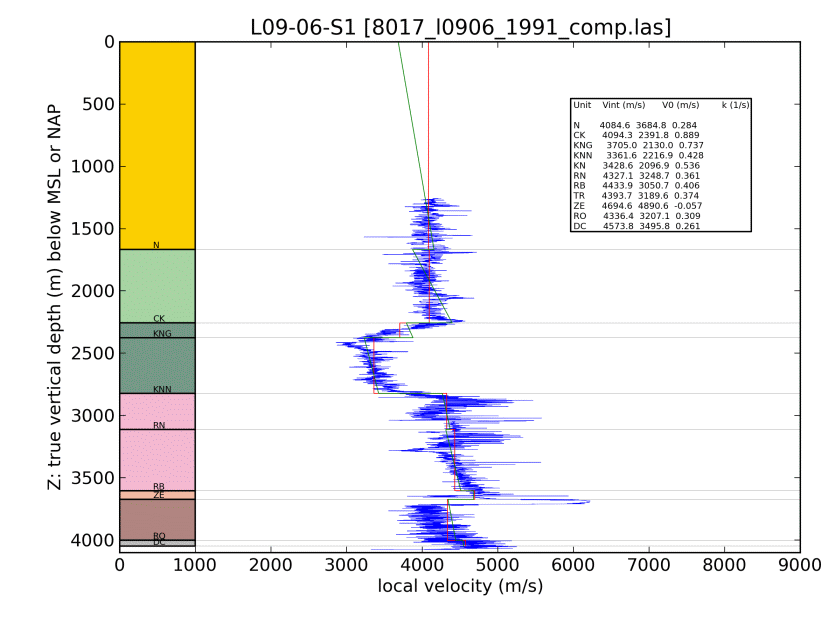 L09-06-S1 [8017_l0906_1991_comp.las]
Z: true vertical depth (m) below MSL or NAP
0
500
1000
1500
2000
2500
3000
3500
4000
N
CK
KNG
KNN
RN
RB
ZE
RO
DC
Unit Vint (m/s) V0 (m/s) k (1/s)
N 4084.6 3684.8 0.284
CK 4094.3 2391.8 0.889
KNG 3705.0 2130.0 0.737
KNN 3361.6 2216.9 0.428
KN 3428.6 2096.9 0.536
RN 4327.1 3248.7 0.361
RB 4433.9 3050.7 0.406
TR 4393.7 3189.6 0.374
ZE 4694.6 4890.6 -0.057
RO 4336.4 3207.1 0.309
DC 4573.8 3495.8 0.261
0 1000 2000 3000 4000 5000 6000 7000 8000 9000
local velocity (m/s)